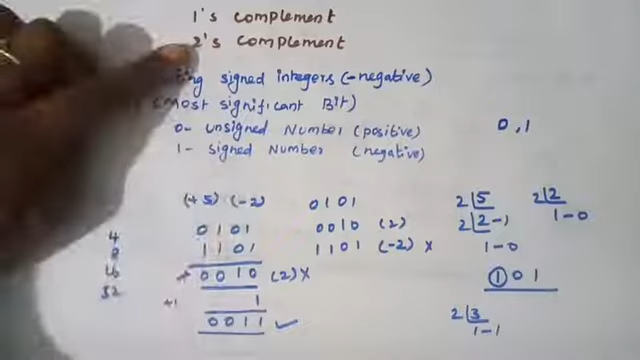 1's complement
2's complement
signed integers (-negative)
(most significant Bit)
0- unsigned Number (positive)
0,1
1- signed Number (negative)
(+5) (-2) 0101 2|5 2|2
0101 0010 (2) 2|2-1 1-0
1101 1101 (-2) x 1-0
+ 0010 (2) x
101
+1 1
0011 ✓
2|3
1-1
4
8
16
32